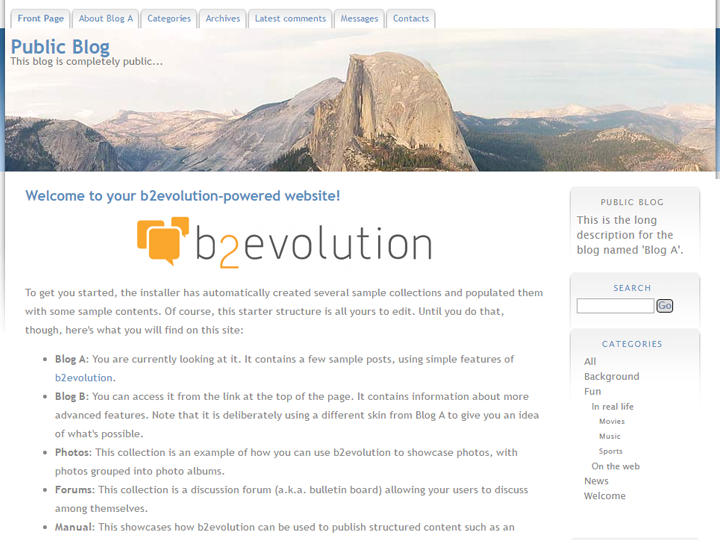 Front Page
About Blog A
Categories
Archives
Latest comments
Messages
Contacts
Public Blog
This blog is completely public...
Welcome to your b2evolution-powered website!
b2evolution
To get you started, the installer has automatically created several sample collections and populated them
with some sample contents. Of course, this starter structure is all yours to edit. Until you do that,
though, here's what you will find on this site:
Blog A: You are currently looking at it. It contains a few sample posts, using simple features of
b2evolution.
Blog B: You can access it from the link at the top of the page. It contains information about more
advanced features. Note that it is deliberately using a different skin from Blog A to give you an idea
of what's possible.
Photos: This collection is an example of how you can use b2evolution to showcase photos, with
photos grouped into photo albums.
Forums: This collection is a discussion forum (a.k.a. bulletin board) allowing your users to discuss
among themselves.
Manual: This showcases how b2evolution can be used to publish structured content such as an
PUBLIC BLOG
This is the long
description for the
blog named 'Blog A'.
SEARCH
Go
CATEGORIES
All
Background
Fun
In real life
Movies
Music
Sports
On the web
News
Welcome